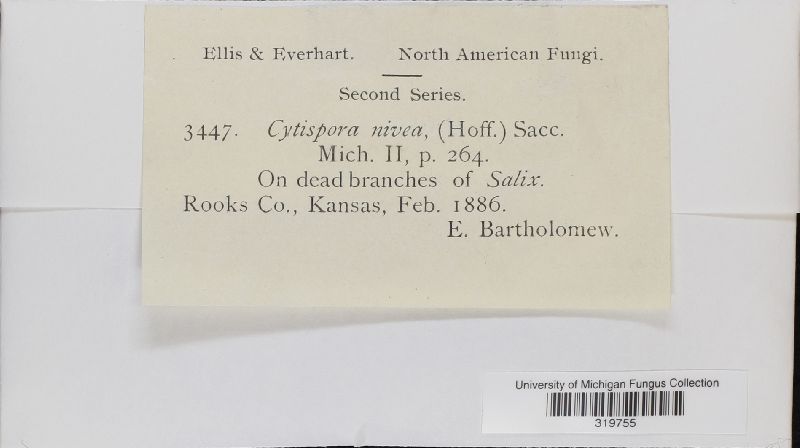 Ellis & Everhart. North American Fungi.
Second Series.
3447. Cytispora nivea, (Hoff.) Sacc.
Mich. II, p. 264.
On dead branches of Salix.
Rooks Co., Kansas, Feb. 1886.
E. Bartholomew.
University of Michigan Fungus Collection
319755